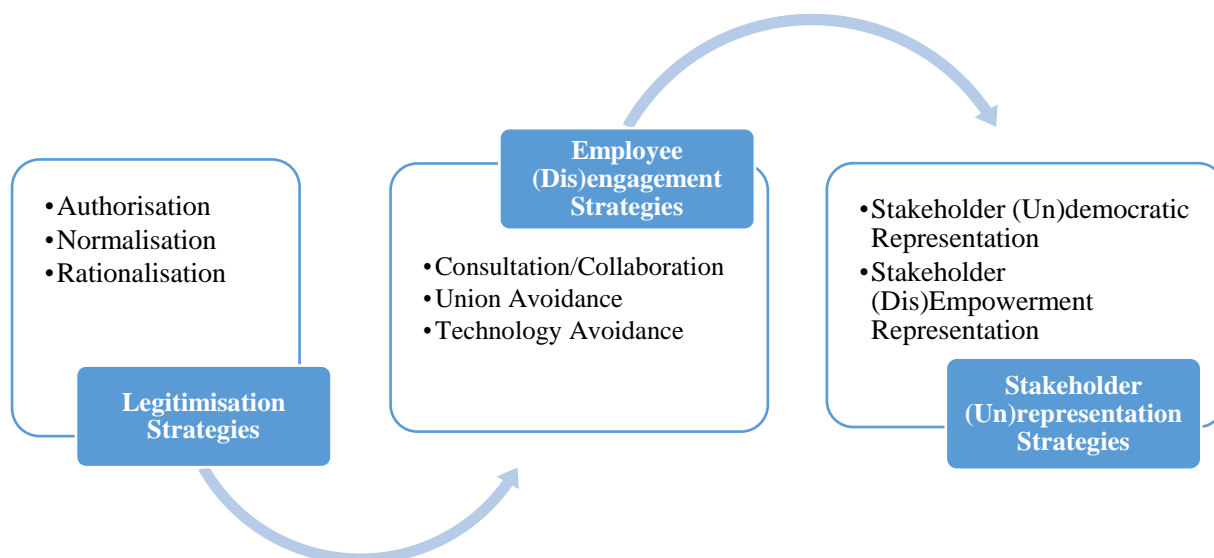 •Authorisation
•Normalisation
•Rationalisation
Legitimisation
Strategies
Employee
(Dis)engagement
Strategies
•Consultation/Collaboration
•Union Avoidance
•Technology Avoidance
•Stakeholder (Un)democratic
Representation
•Stakeholder
(Dis)Empowerment
Representation
Stakeholder
(Un)representation
Strategies